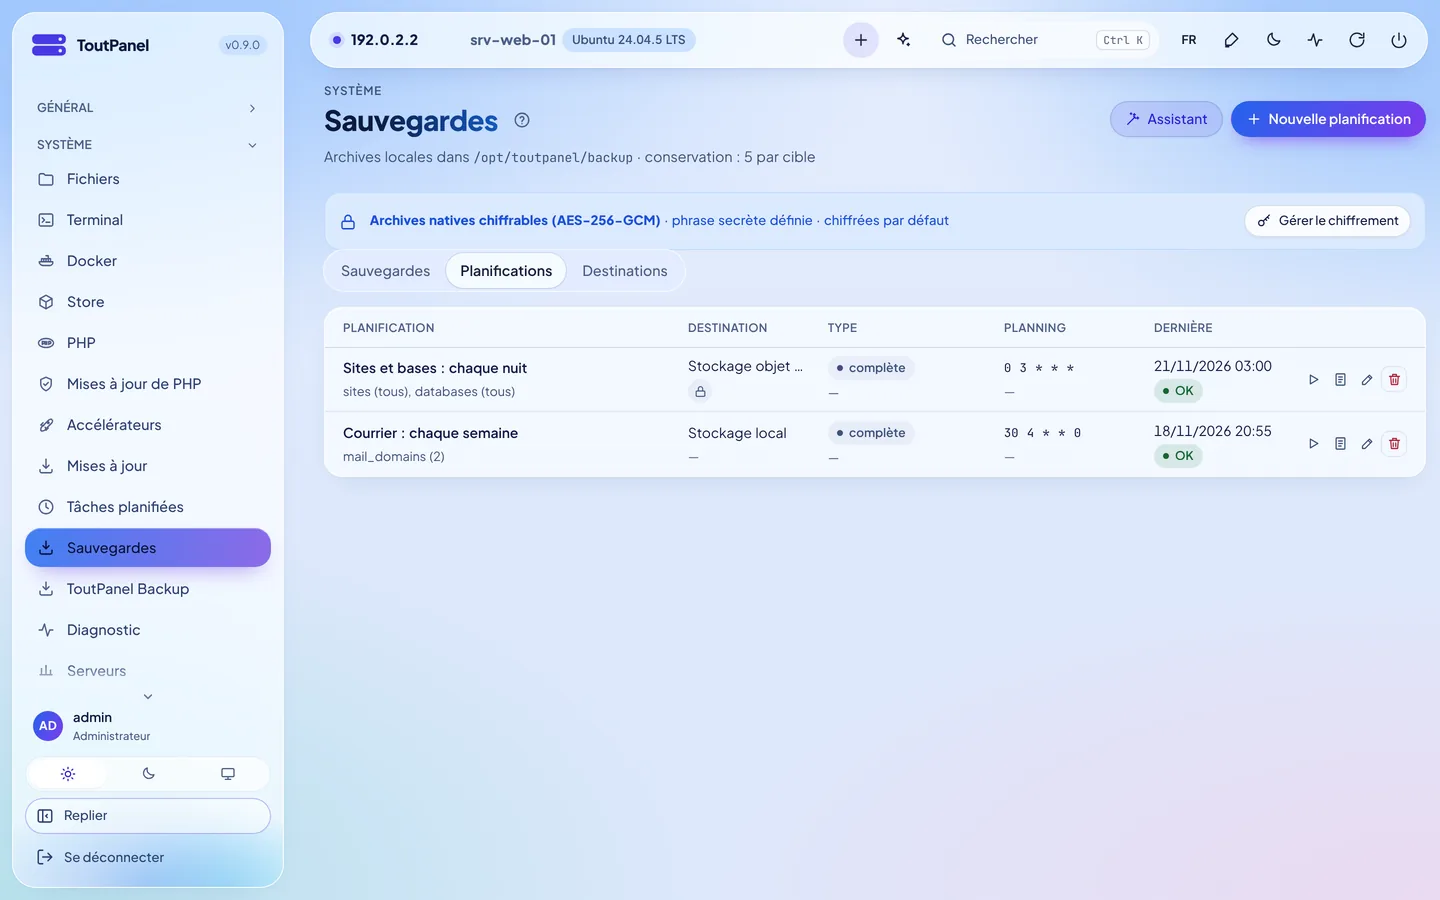 ToutPanel
v0.9.0
GÉNÉRAL
SYSTÈME
Fichiers
Terminal
Docker
Store
PHP
Mises à jour de PHP
Accélérateurs
Mises à jour
Tâches planifiées
Sauvegardes
ToutPanel Backup
Diagnostic
Serveurs
AD
admin
Administrateur
Replier
Se déconnecter
192.0.2.2
srv-web-01
Ubuntu 24.04.5 LTS
Rechercher
Ctrl K
FR
SYSTÈME
Sauvegardes
Archives locales dans /opt/toutpanel/backup · conservation : 5 par cible
Assistant
Nouvelle planification
Archives natives chiffrables (AES-256-GCM) · phrase secrète définie · chiffrées par défaut
Gérer le chiffrement
Sauvegardes
Planifications
Destinations
PLANIFICATION
DESTINATION
TYPE
PLANNING
DERNIÈRE
Sites et bases : chaque nuit
sites (tous), databases (tous)
Stockage objet …
complète
—
0 3 * * *
—
21/11/2026 03:00
OK
Courrier : chaque semaine
mail_domains (2)
Stockage local
—
complète
—
30 4 * * 0
—
18/11/2026 20:55
OK